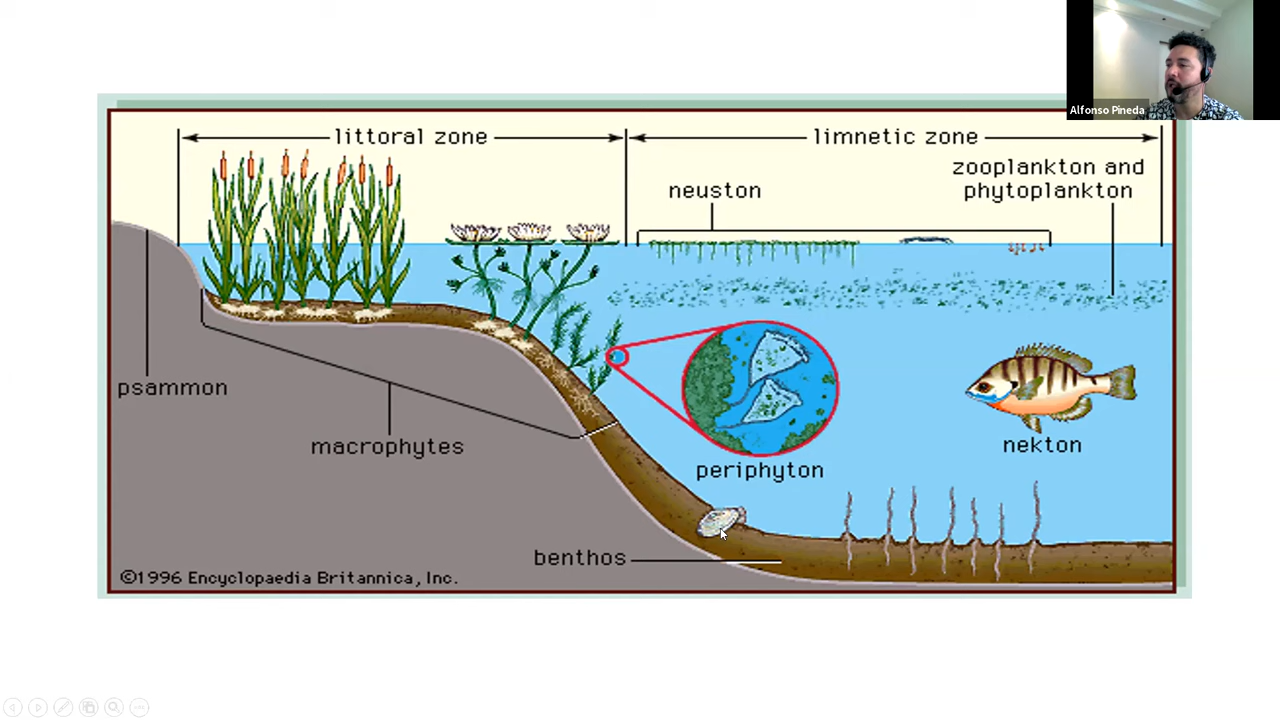 Alfonso Pineda
littoral zone
limnetic zone
neuston
zooplankton and
phytoplankton
psammon
macrophytes
periphyton
nekton
benthos
©1996 Encyclopaedia Britannica, Inc.